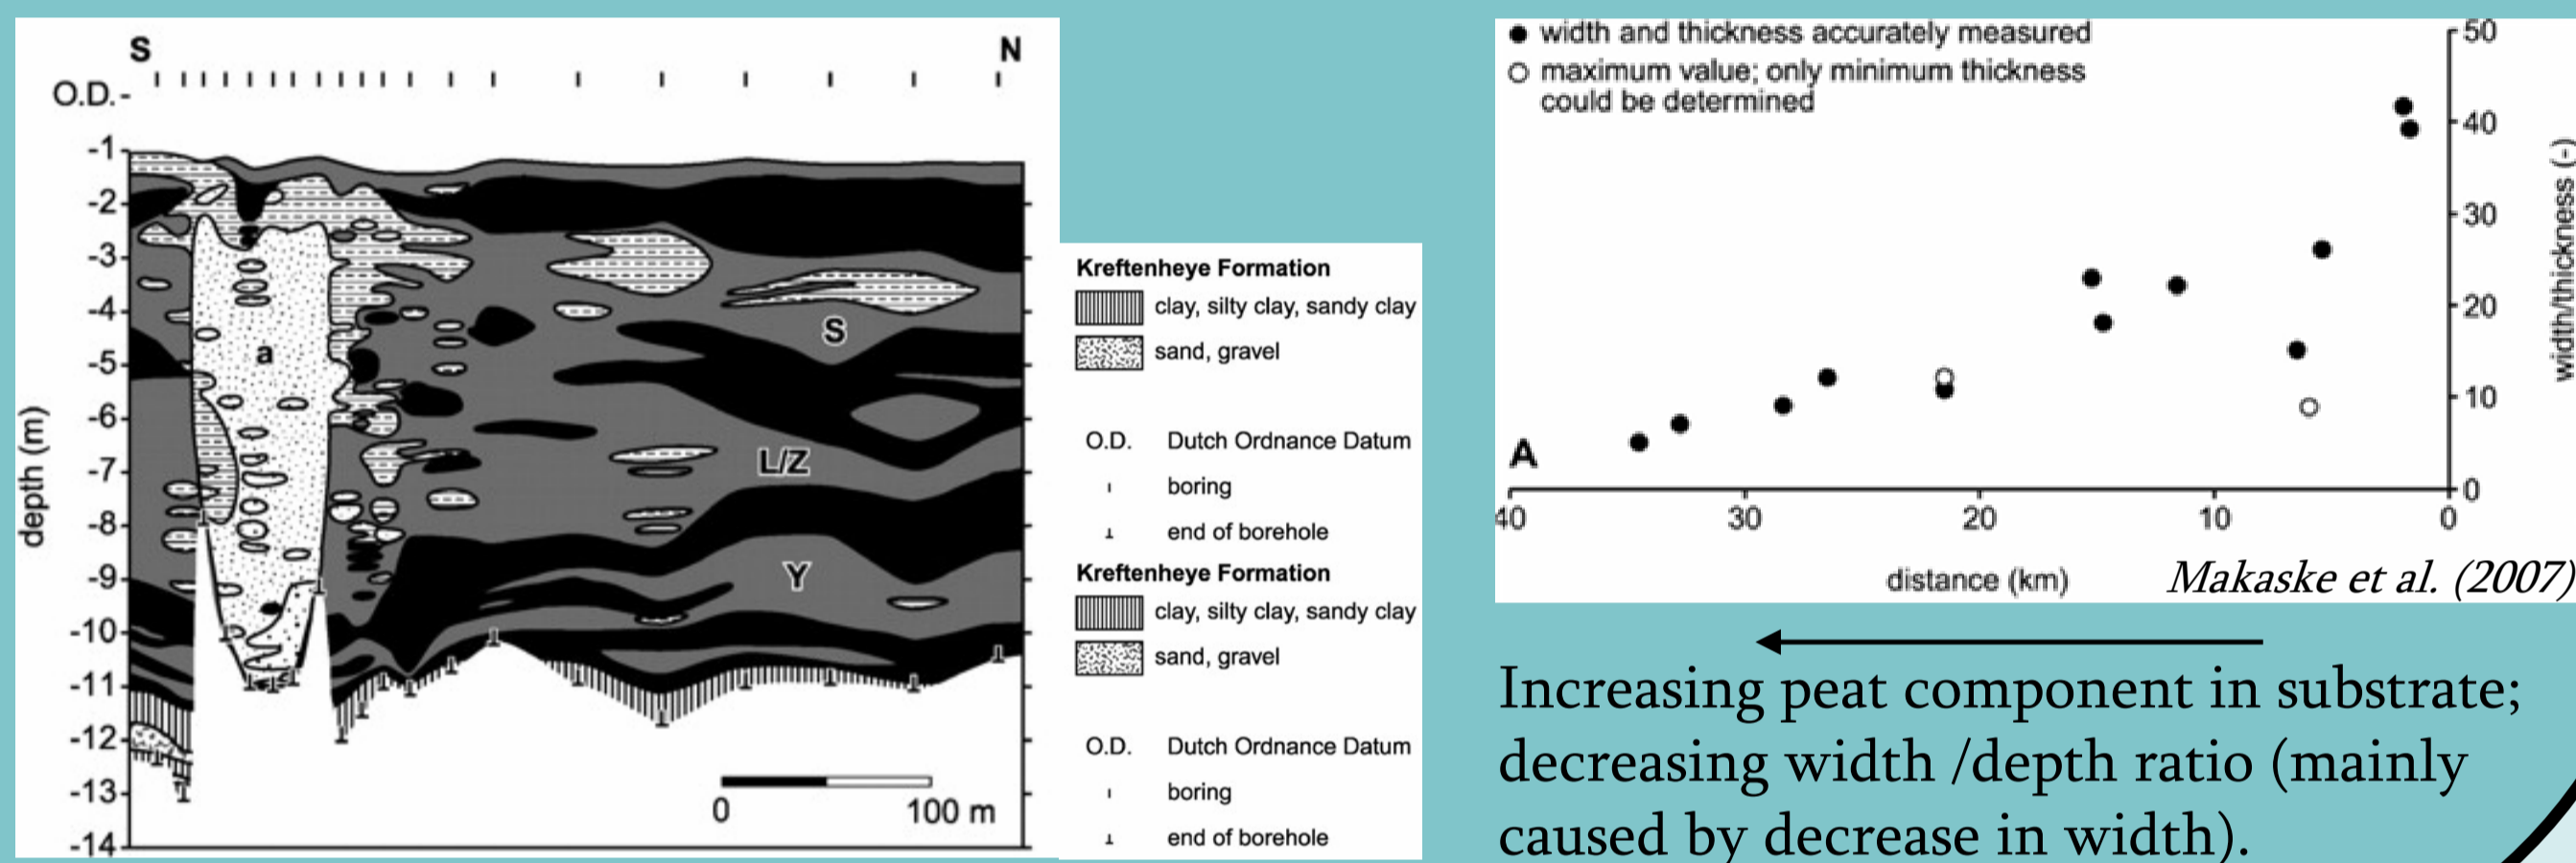 S
N
O.D.-
-1
-2
-3
-4
-5
-6
-7
-8
-9
-10
-11
-12
-13
-14
depth (m)
a
S
L/Z
Y
0 100 m
Kreftenheye Formation
clay, silty clay, sandy clay
sand, gravel
O.D. Dutch Ordnance Datum
boring
end of borehole
Kreftenheye Formation
clay, silty clay, sandy clay
sand, gravel
O.D. Dutch Ordnance Datum
boring
end of borehole
width and thickness accurately measured
maximum value; only minimum thickness
could be determined
50
40
30
20
10
0
width/thickness (-)
A
40 30 20 10 0
distance (km)
Makaske et al. (2007)
Increasing peat component in substrate;
decreasing width /depth ratio (mainly
caused by decrease in width).